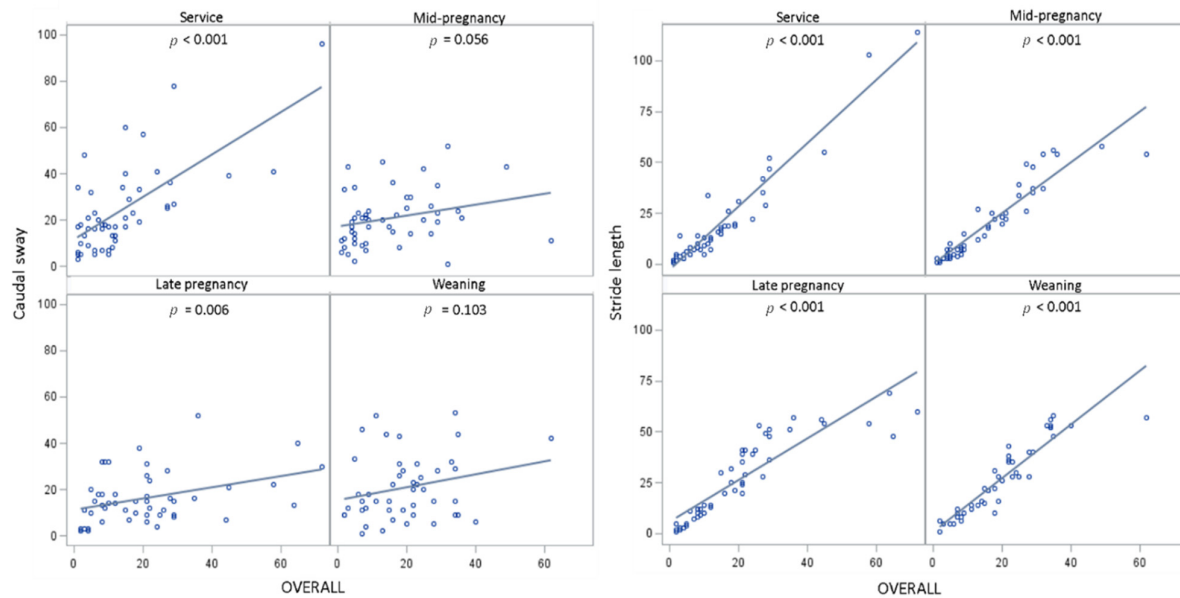 Service
Mid-pregnancy
p < 0.001
p = 0.056
100
80
60
40
20
0
Caudal sway
Late pregnancy
Weaning
p = 0.006
p = 0.103
100
80
60
40
20
0
0 20 40 60 0 20 40 60
OVERALL
Service
Mid-pregnancy
p < 0.001
p < 0.001
100
75
50
25
0
Stride length
Late pregnancy
Weaning
p < 0.001
p < 0.001
100
75
50
25
0
0 20 40 60 0 20 40 60
OVERALL